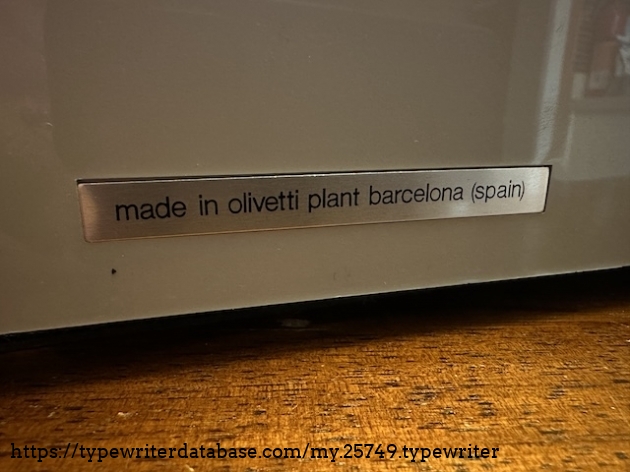 made in olivetti plant barcelona (spain)
https://typewriterdatabase.com/my.25749.typewriter